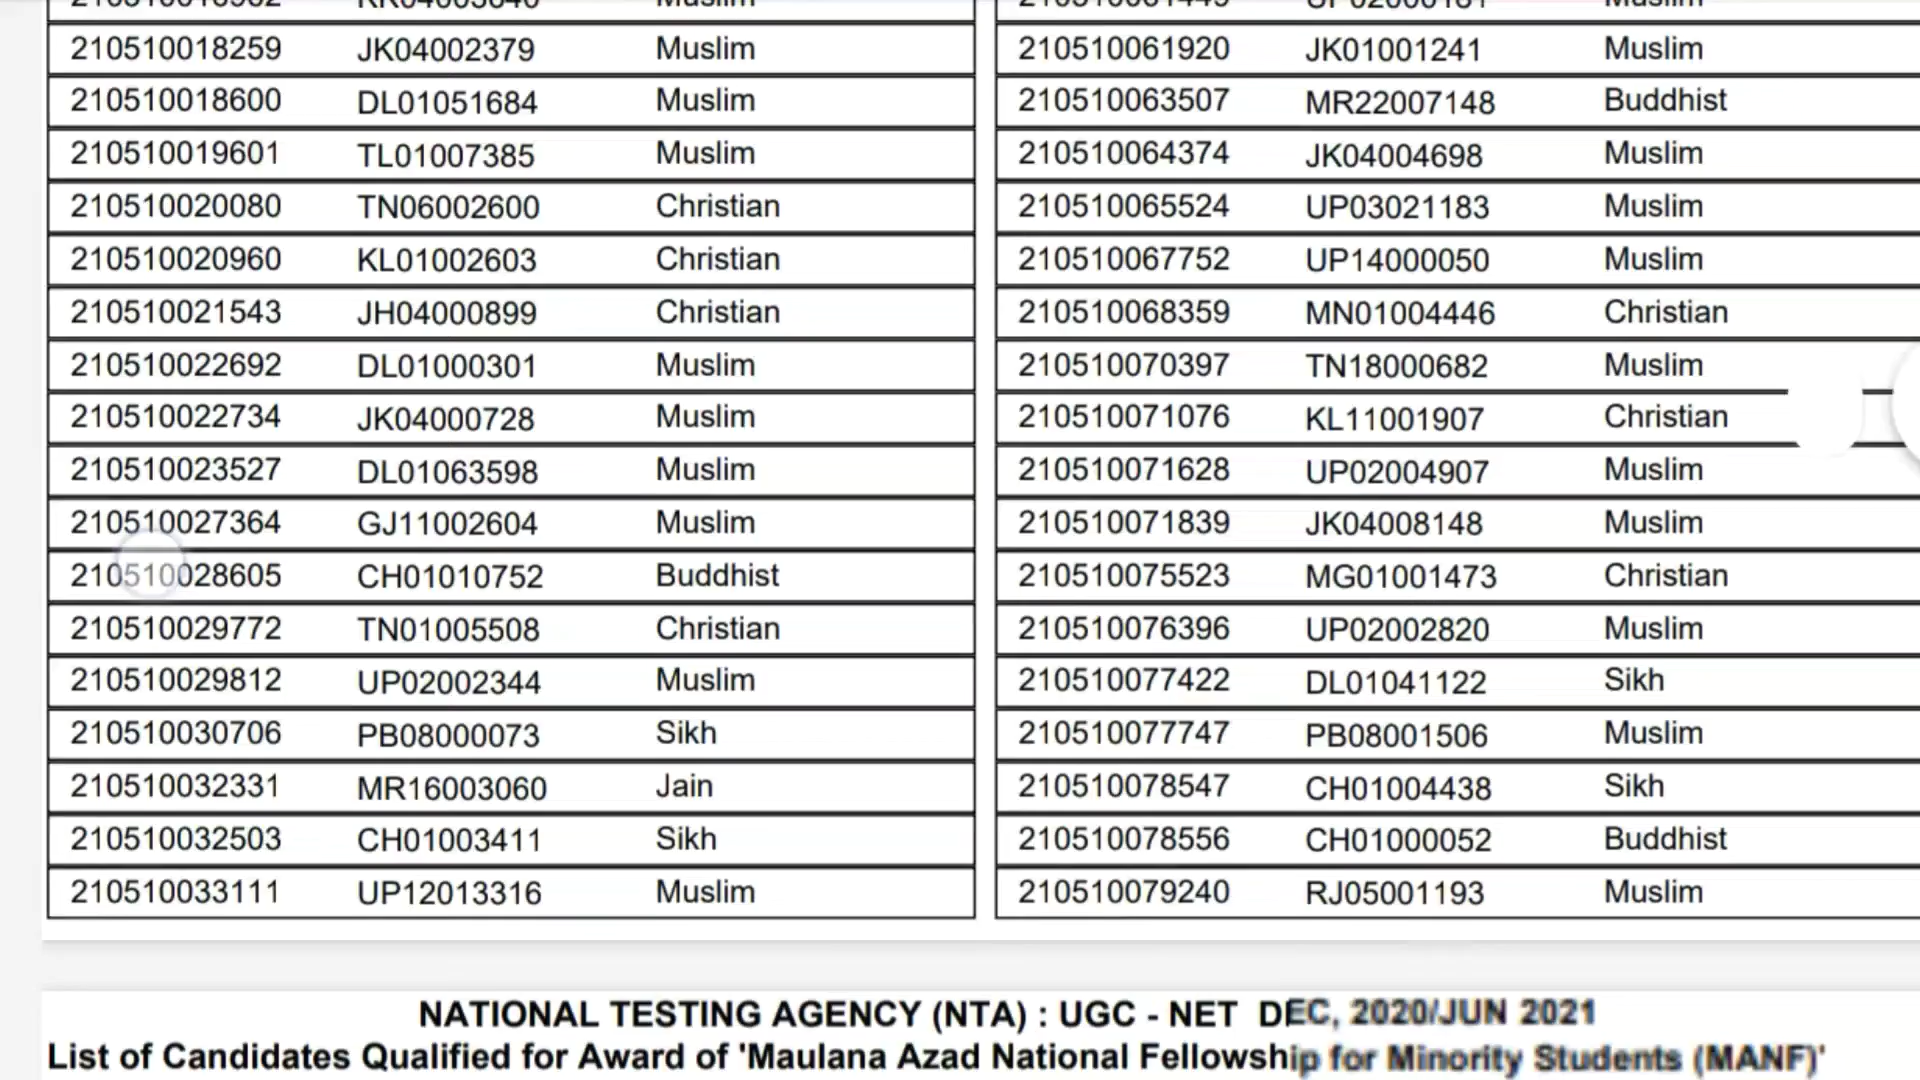 210510018259 JK04002379 Muslim 210510061920 JK01001241 Muslim
210510018600 DL01051684 Muslim 210510063507 MR22007148 Buddhist
210510019601 TL01007385 Muslim 210510064374 JK04004698 Muslim
210510020080 TN06002600 Christian 210510065524 UP03021183 Muslim
210510020960 KL01002603 Christian 210510067752 UP14000050 Muslim
210510021543 JH04000899 Christian 210510068359 MN01004446 Christian
210510022692 DL01000301 Muslim 210510070397 TN18000682 Muslim
210510022734 JK04000728 Muslim 210510071076 KL11001907 Christian
210510023527 DL01063598 Muslim 210510071628 UP02004907 Muslim
210510027364 GJ11002604 Muslim 210510071839 JK04008148 Muslim
210510028605 CH01010752 Buddhist 210510075523 MG01001473 Christian
210510029772 TN01005508 Christian 210510076396 UP02002820 Muslim
210510029812 UP02002344 Muslim 210510077422 DL01041122 Sikh
210510030706 PB08000073 Sikh 210510077747 PB08001506 Muslim
210510032331 MR16003060 Jain 210510078547 CH01004438 Sikh
210510032503 CH01003411 Sikh 210510078556 CH01000052 Buddhist
210510033111 UP12013316 Muslim 210510079240 RJ05001193 Muslim
NATIONAL TESTING AGENCY (NTA) : UGC - NET DEC, 2020/JUN 2021
List of Candidates Qualified for Award of 'Maulana Azad National Fellowship for Minority Students (MANF)'